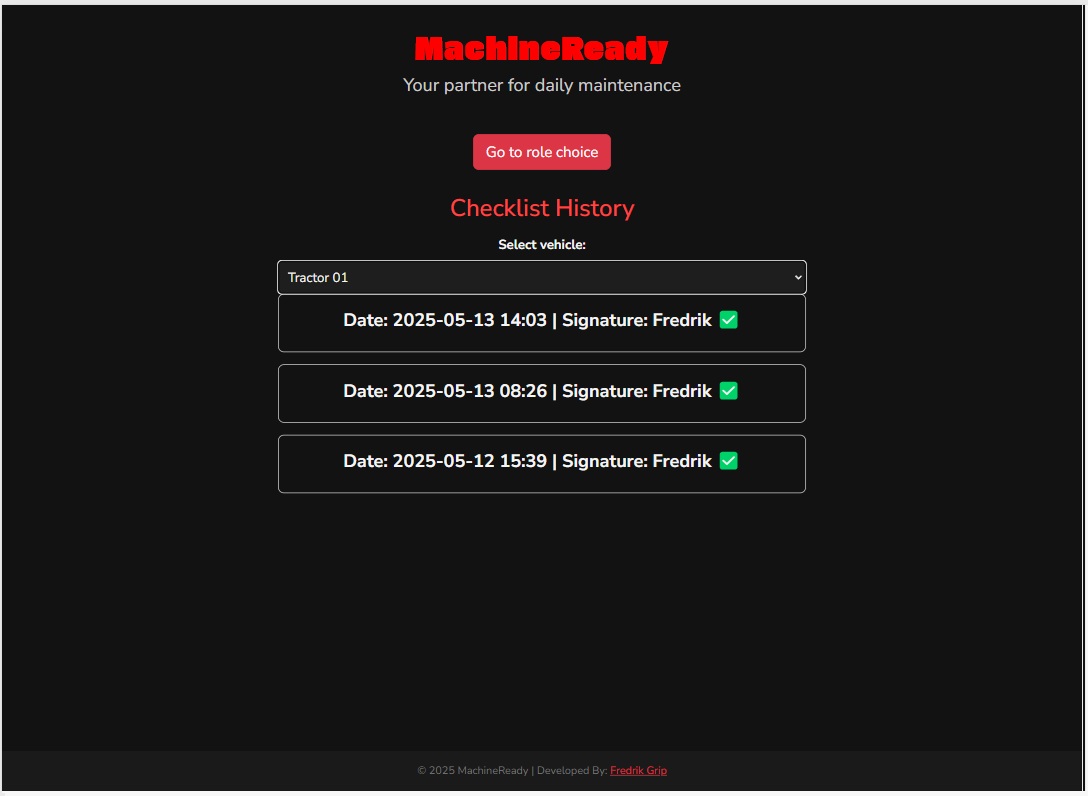 MachineReady
Your partner for daily maintenance
Go to role choice
Checklist History
Select vehicle:
Tractor 01
Date: 2025-05-13 14:03 | Signature: Fredrik ✅
Date: 2025-05-13 08:26 | Signature: Fredrik ✅
Date: 2025-05-12 15:39 | Signature: Fredrik ✅
© 2025 MachineReady | Developed By: Fredrik Grip